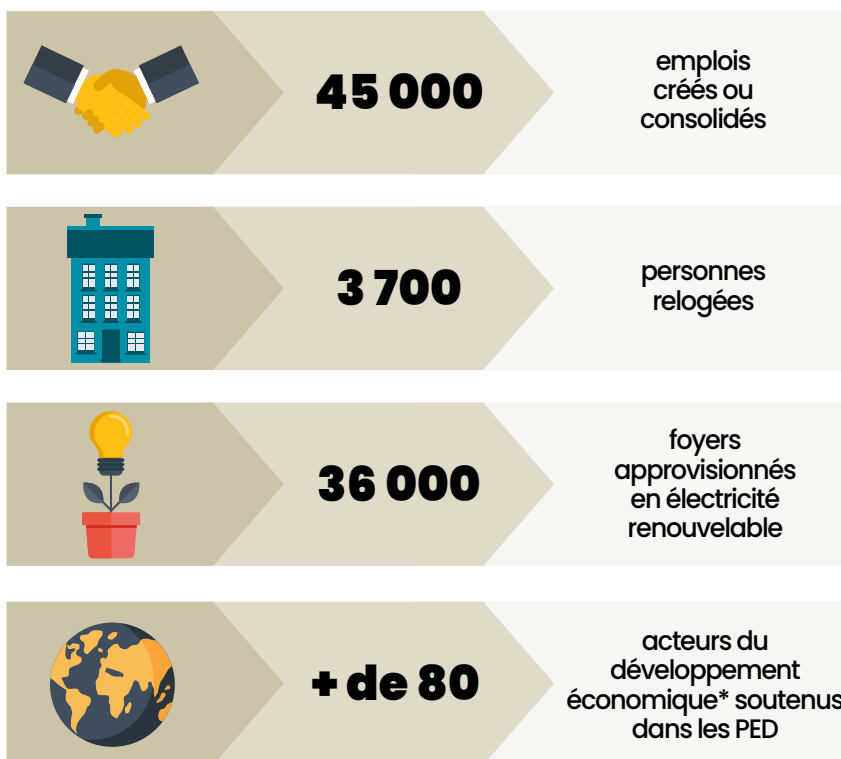 45 000
emplois
créés ou
consolidés
3 700
personnes
relogées
36 000
foyers
approvisionnés
en électricité
renouvelable
+ de 80
acteurs du
développement
économique* soutenus
dans les PED